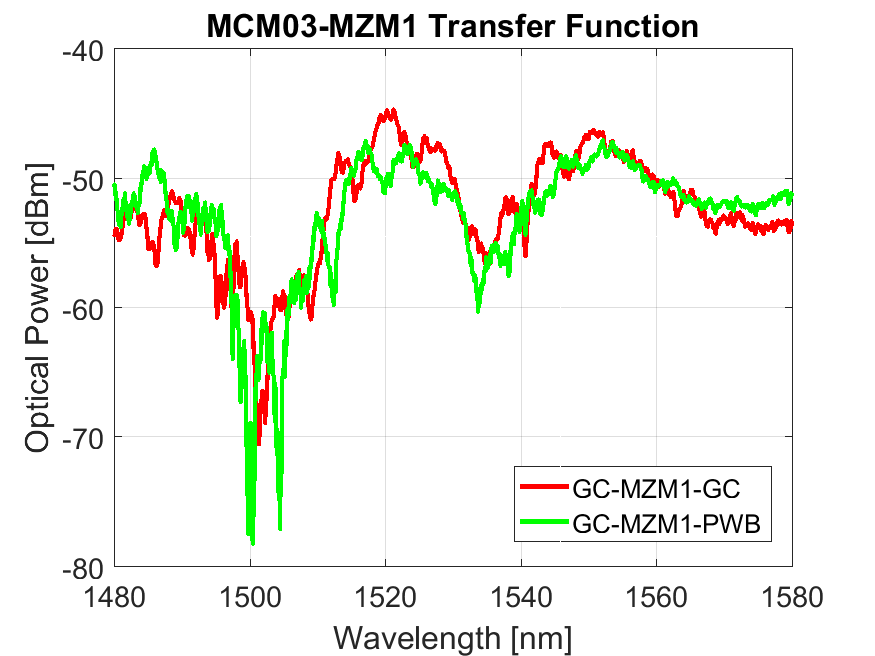 MCM03-MZM1 Transfer Function
Optical Power [dBm]
-40
-50
-60
-70
-80
GC-MZM1-GC
GC-MZM1-PWB
1480 1500 1520 1540 1560 1580
Wavelength [nm]